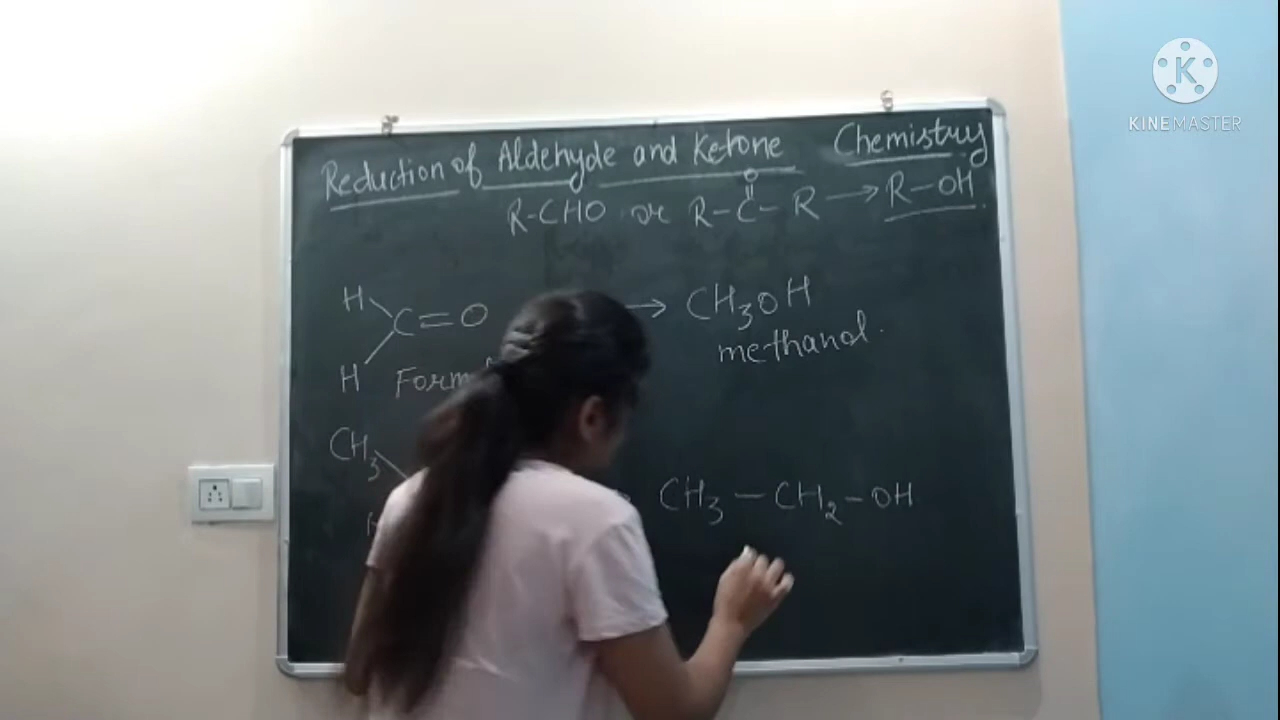 Reduction of Aldehyde and Ketone Chemistry
O
R-CHO or R-C-R → R-OH
H
C=O → CH3OH
H
methanol.
CH3
CH3-CH2-OH
KINEMASTER